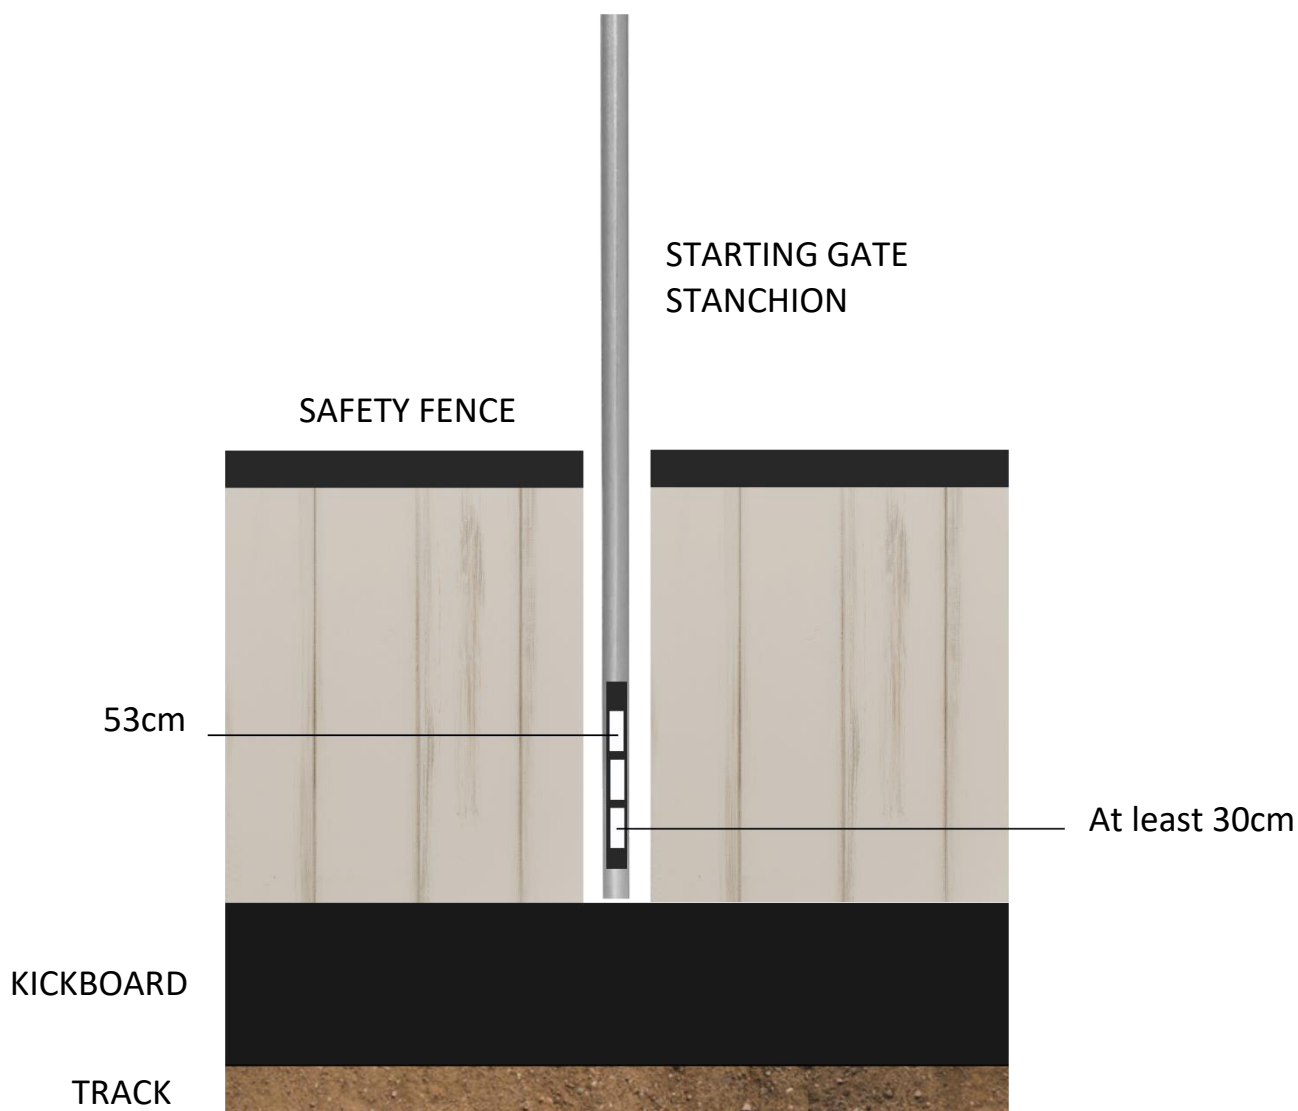 STARTING GATE
STANCHION
SAFETY FENCE
53cm
At least 30cm
KICKBOARD
TRACK